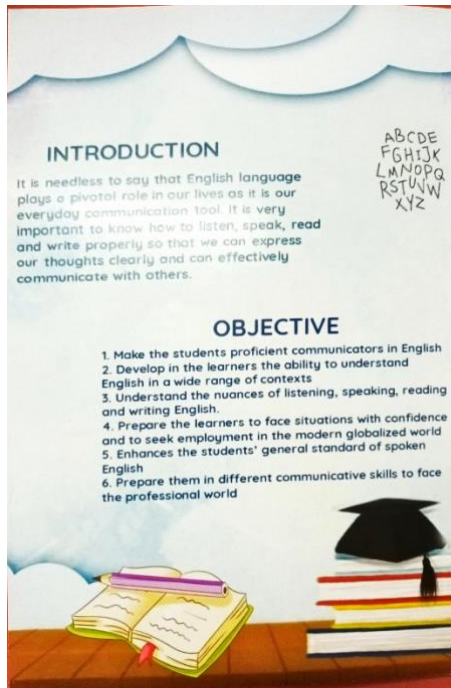 INTRODUCTION
ABCDE
FGHIJK
LMNOPQ
RSTUVW
XYZ
It is needless to say that English language
plays a pivotol role in our lives as it is our
everyday communication tool. It is very
important to know how to listen, speak, read
and write properly so that we can express
our thoughts clearly and can effectively
communicate with others.
OBJECTIVE
1. Make the students proficient communicators in English
2. Develop in the learners the ability to understand
English in a wide range of contexts
3. Understand the nuances of listening, speaking, reading
and writing English.
4. Prepare the learners to face situations with confidence
and to seek employment in the modern globalized world
5. Enhances the students' general standard of spoken
English
6. Prepare them in different communicative skills to face
the professional world